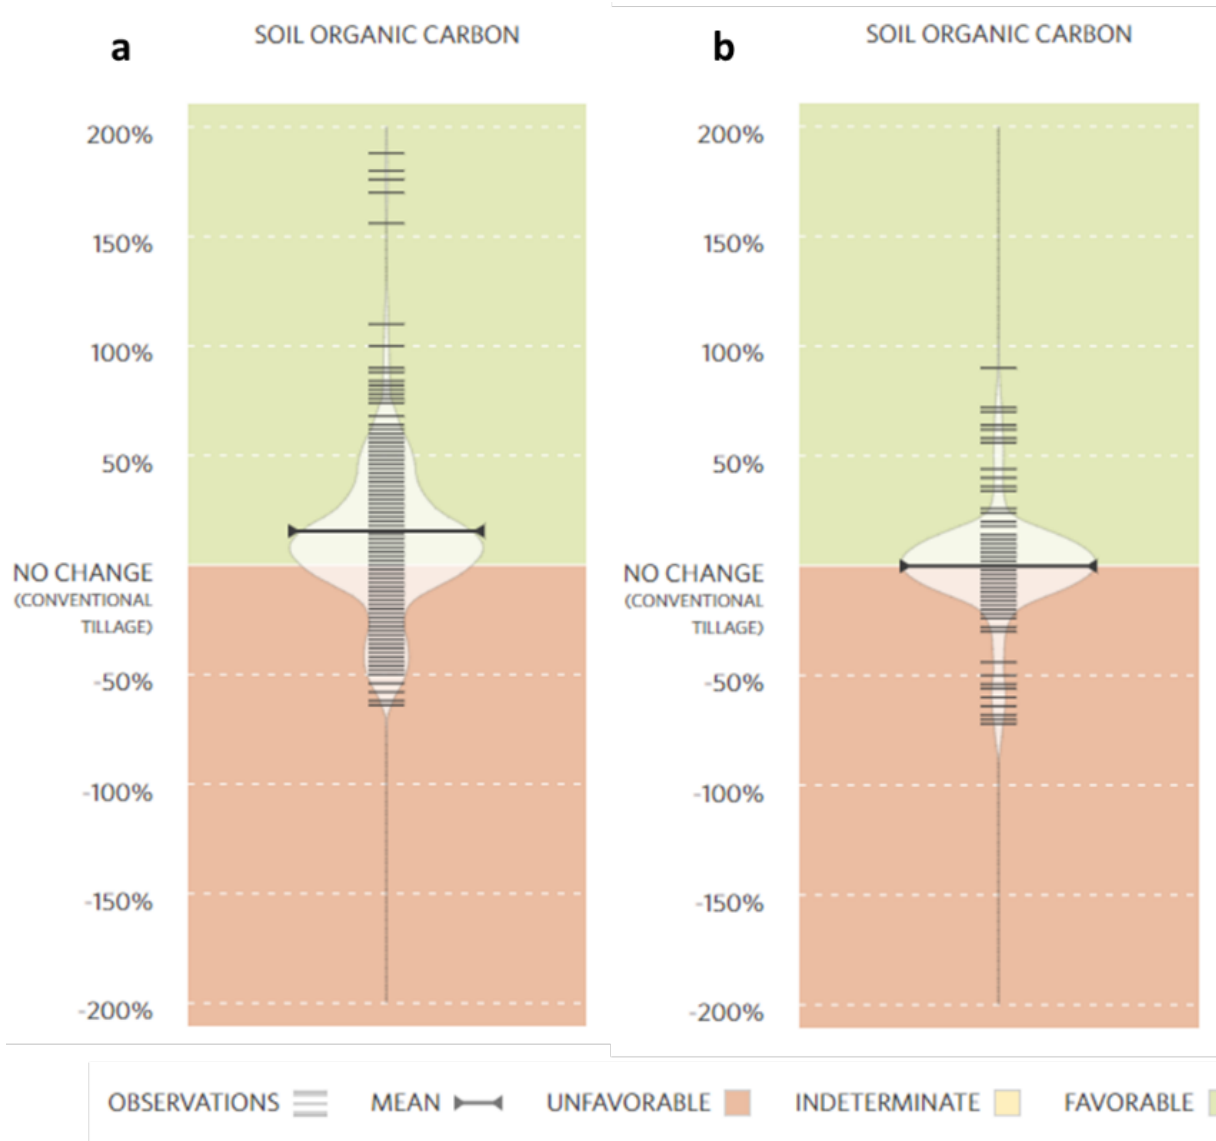 a
SOIL ORGANIC CARBON
200%
150%
100%
50%
NO CHANGE
(CONVENTIONAL
TILLAGE)
-50%
-100%
-150%
-200%
b
SOIL ORGANIC CARBON
200%
150%
100%
50%
NO CHANGE
(CONVENTIONAL
TILLAGE)
-50%
-100%
-150%
-200%
OBSERVATIONS MEAN UNFAVORABLE INDETERMINATE FAVORABLE